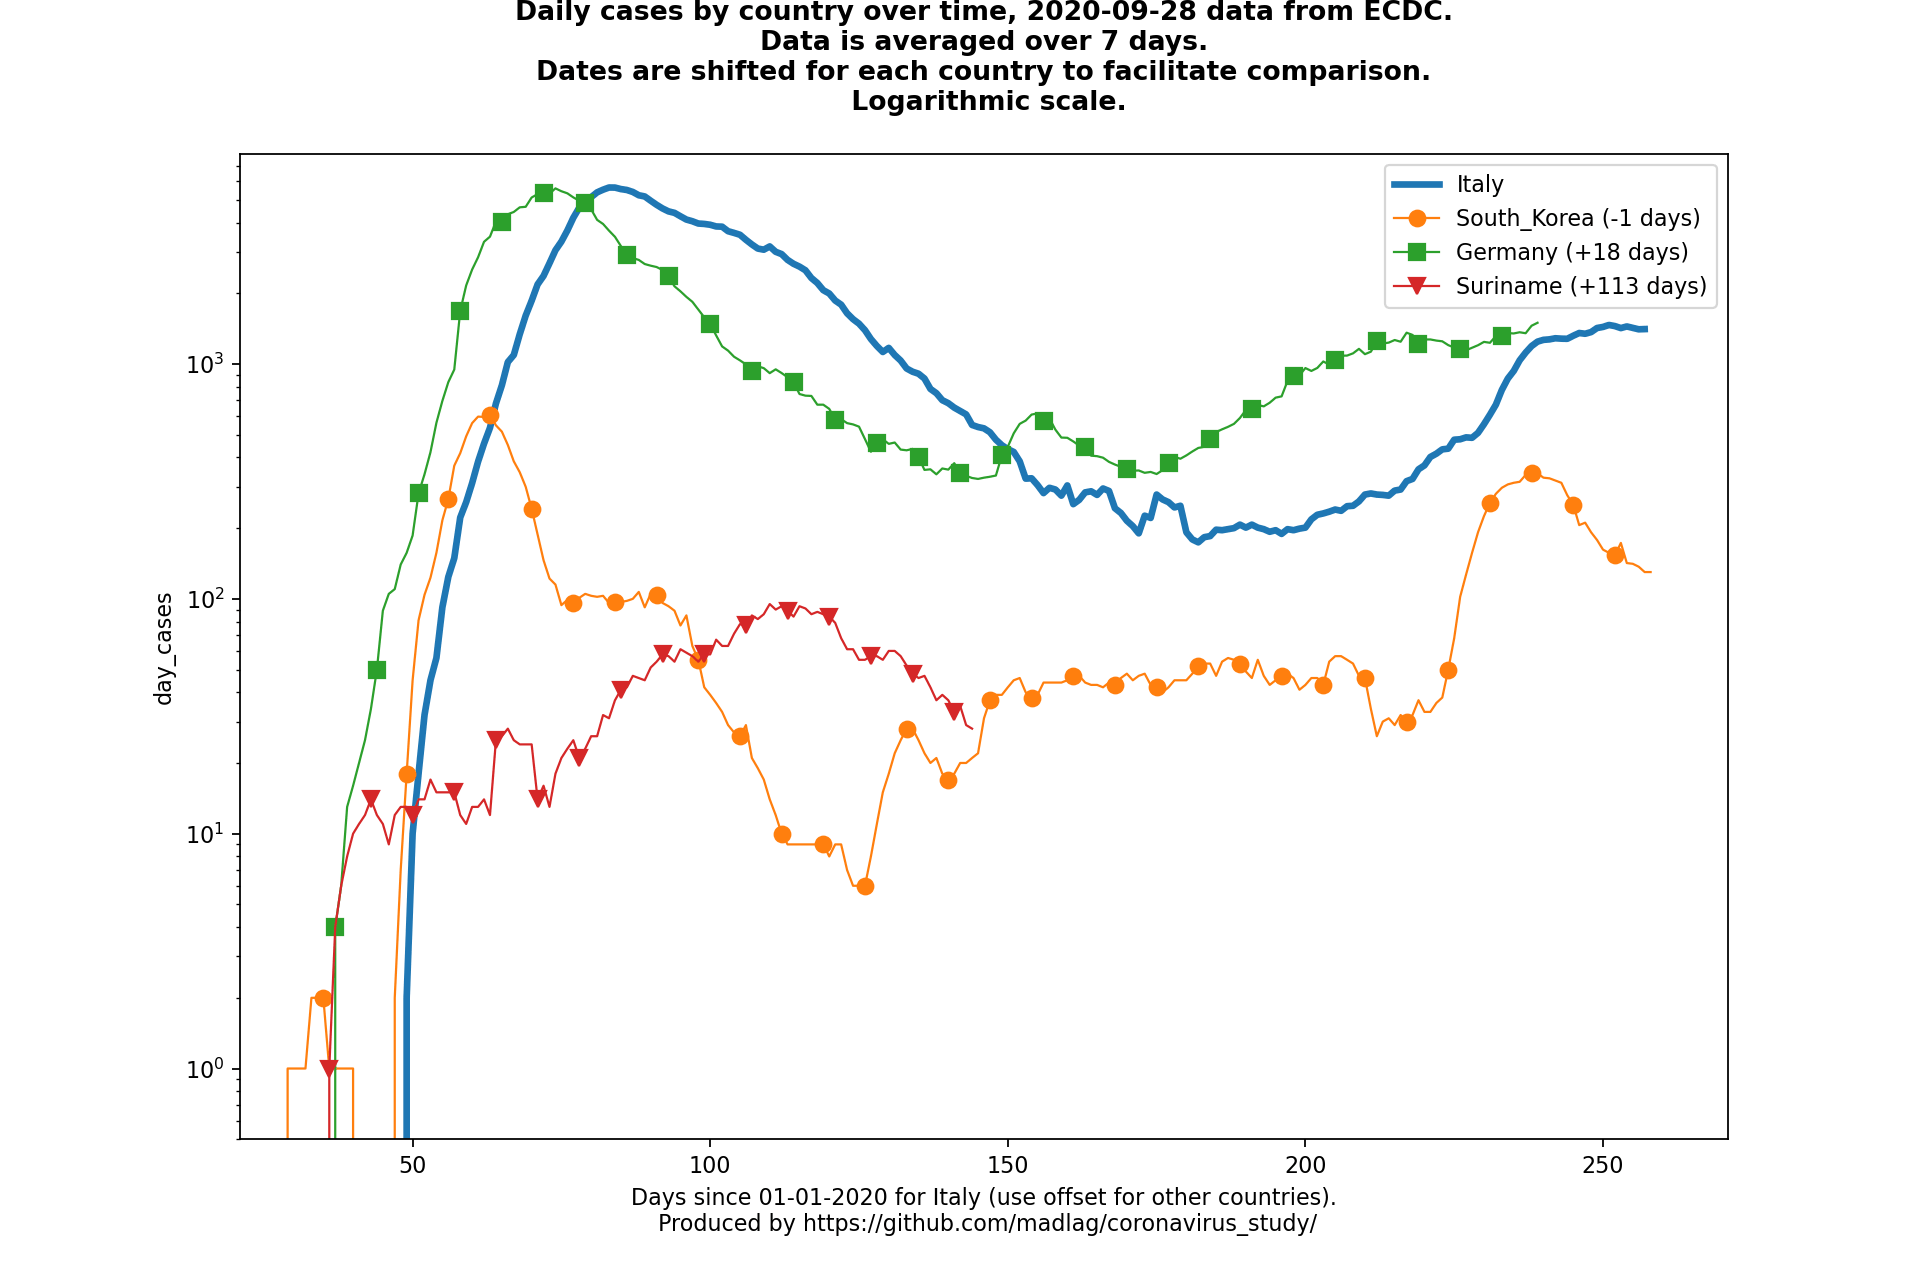 Daily cases by country over time, 2020-09-28 data from ECDC.
Data is averaged over 7 days.
Dates are shifted for each country to facilitate comparison.
Logarithmic scale.
Italy
South_Korea (-1 days)
Germany (+18 days)
Suriname (+113 days)
day_cases
10³
10²
10¹
10⁰
50 100 150 200 250
Days since 01-01-2020 for Italy (use offset for other countries).
Produced by https://github.com/madlag/coronavirus_study/